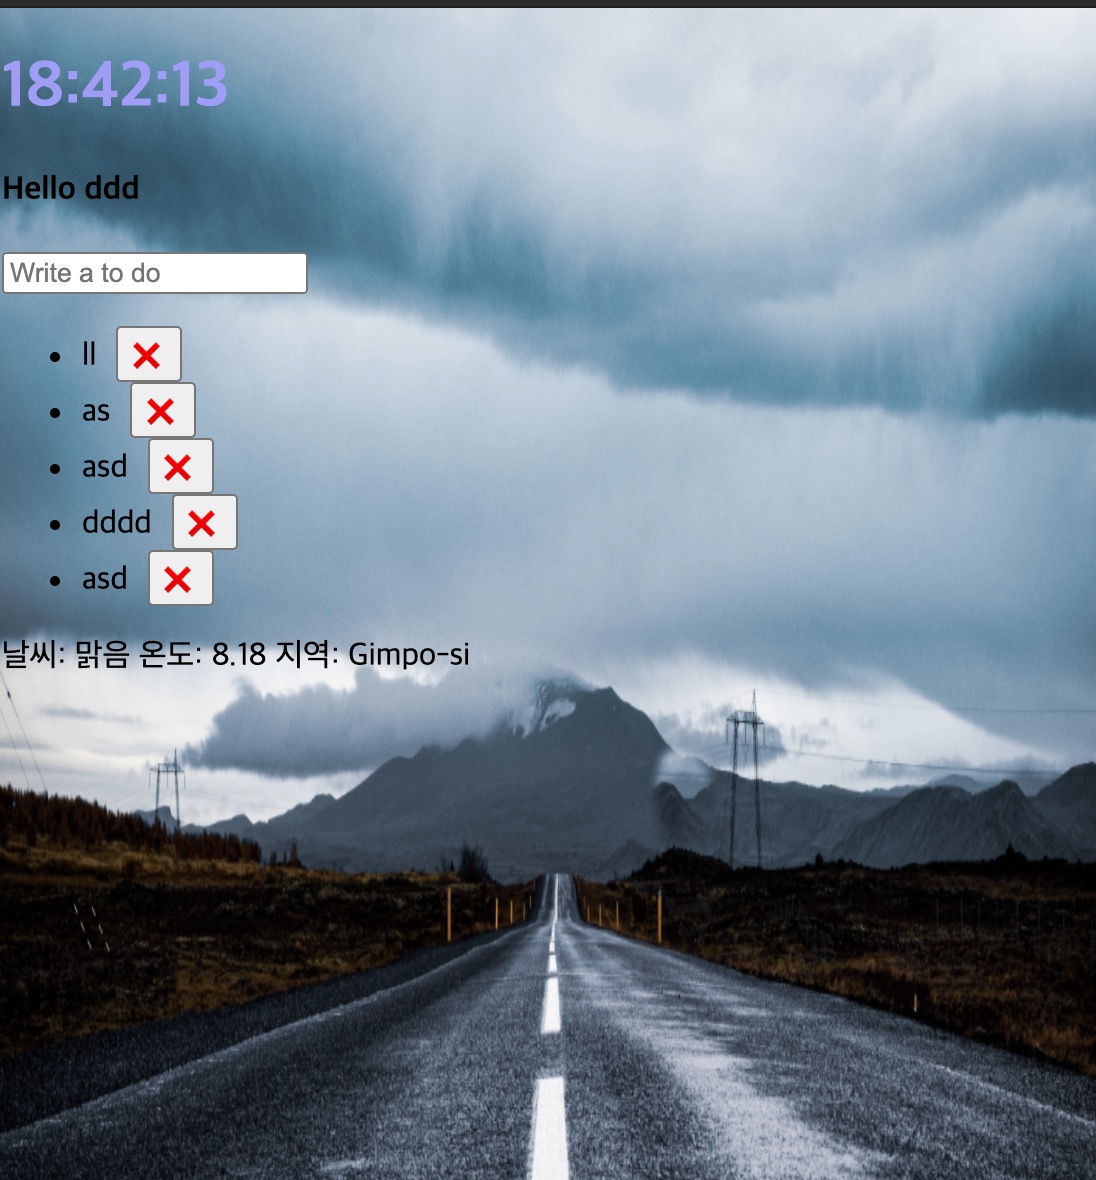 18:42:13
Hello ddd
Write a to do
ll ❌
as ❌
asd ❌
dddd ❌
asd ❌
날씨: 맑음 온도: 8.18 지역: Gimpo-si